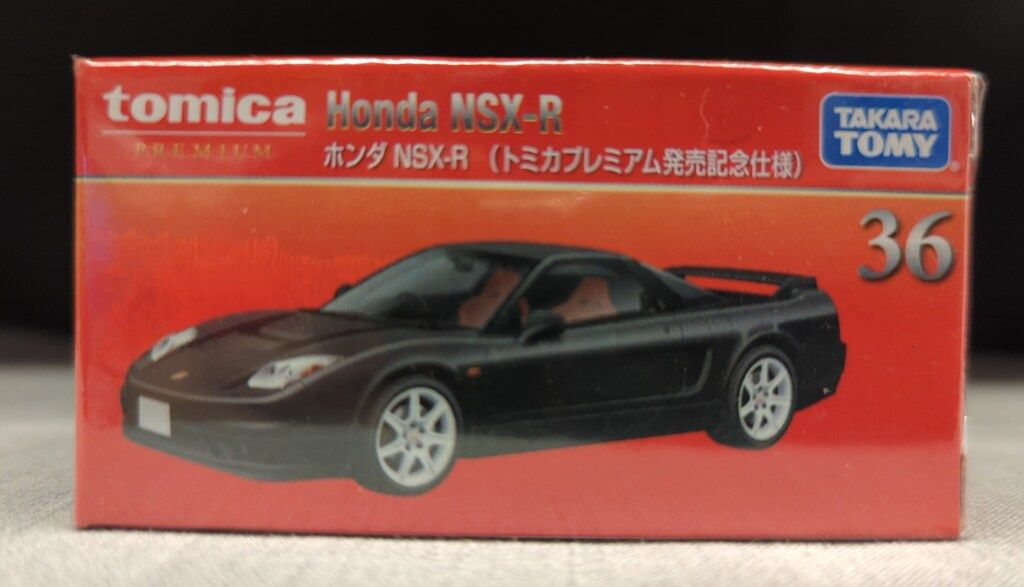 tomica
PREMIUM
Honda NSX-R
ホンダ NSX-R （トミカプレミアム発売記念仕様）
TAKARA
TOMY
®
36